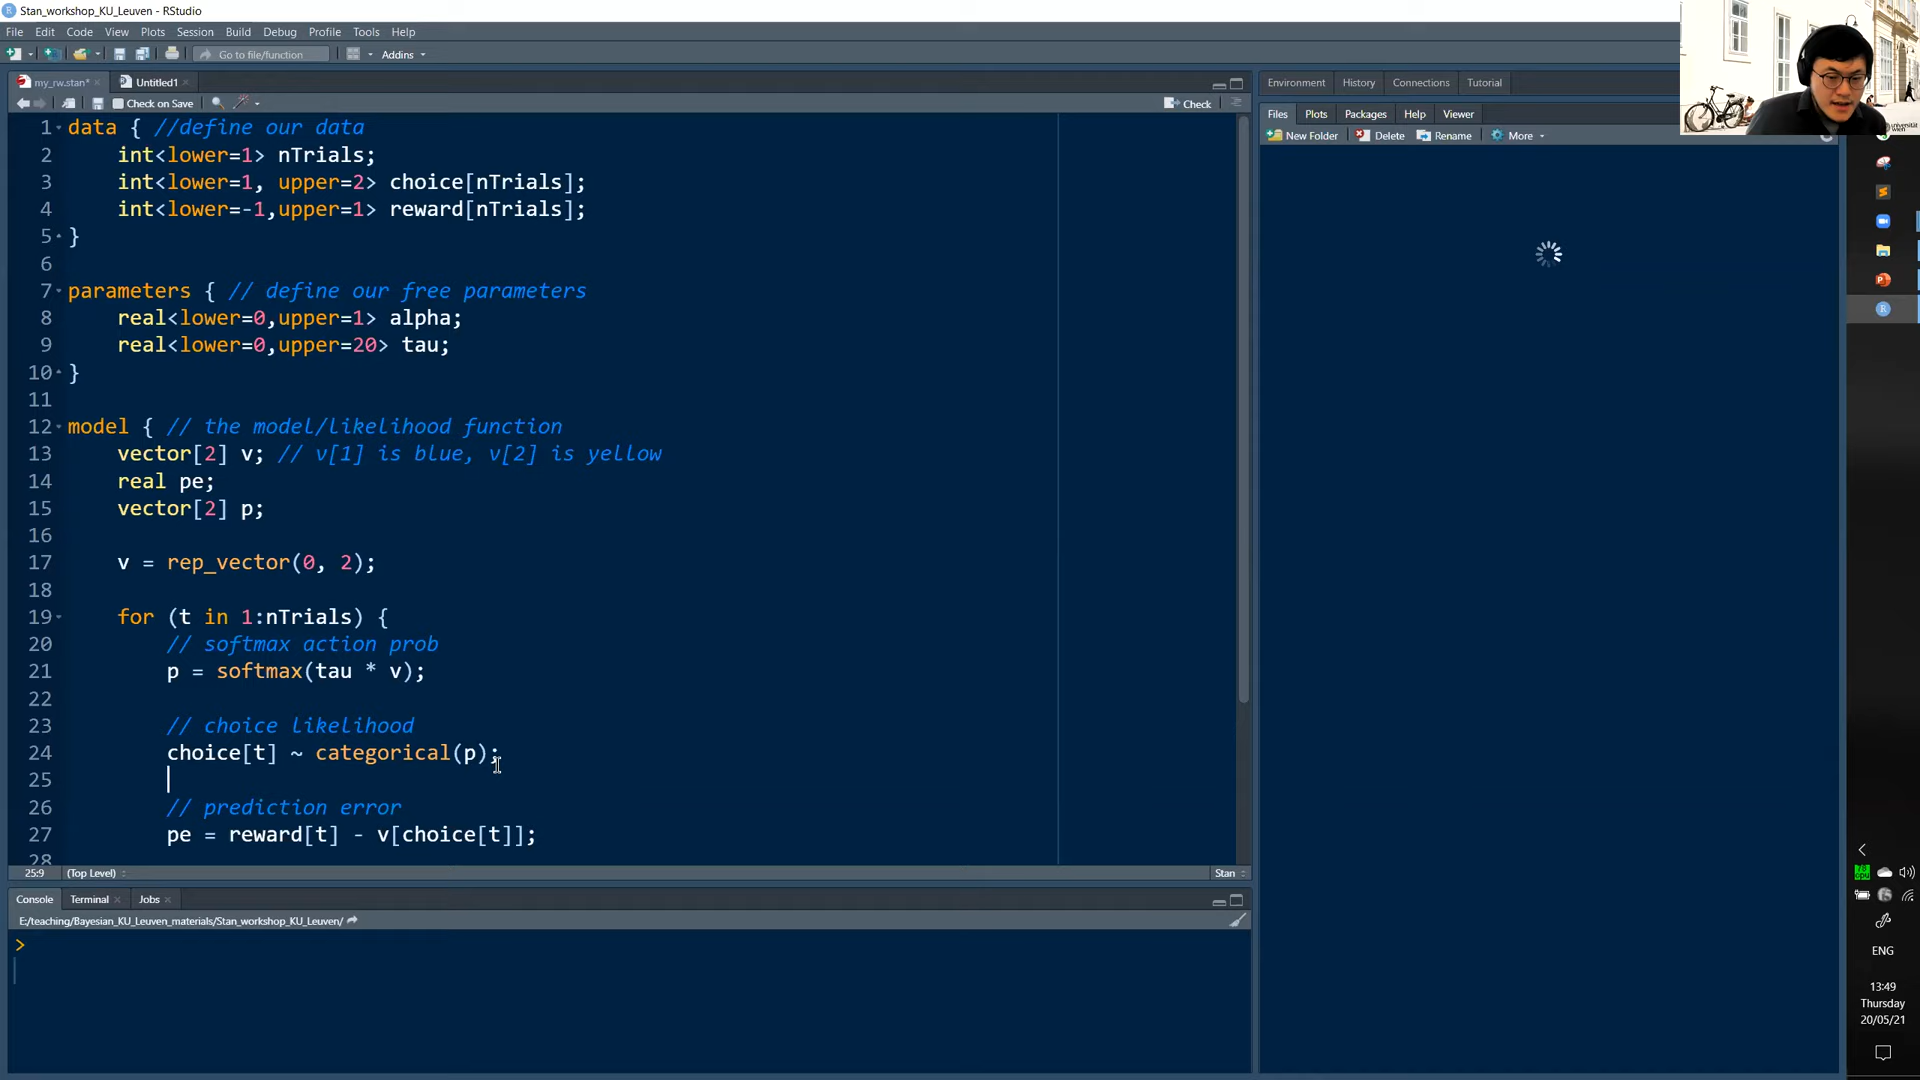 Stan_workshop_KU_Leuven - RStudio
File Edit Code View Plots Session Build Debug Profile Tools Help
Go to file/function Addins
my_rw.stan* Untitled1
Check on Save Check
1 data { //define our data
2 int<lower=1> nTrials;
3 int<lower=1, upper=2> choice[nTrials];
4 int<lower=-1,upper=1> reward[nTrials];
5 }
6
7 parameters { // define our free parameters
8 real<lower=0,upper=1> alpha;
9 real<lower=0,upper=20> tau;
10 }
11
12 model { // the model/likelihood function
13 vector[2] v; // v[1] is blue, v[2] is yellow
14 real pe;
15 vector[2] p;
16
17 v = rep_vector(0, 2);
18
19 for (t in 1:nTrials) {
20 // softmax action prob
21 p = softmax(tau * v);
22
23 // choice likelihood
24 choice[t] ~ categorical(p);
25
26 // prediction error
27 pe = reward[t] - v[choice[t]];
28
25:9 (Top Level) Stan
Console Terminal Jobs
E:/teaching/Bayesian_KU_Leuven_materials/Stan_workshop_KU_Leuven/
>
Environment History Connections Tutorial
Files Plots Packages Help Viewer
New Folder Delete Rename More
universität
wien
ENG
13:49
Thursday
20/05/21